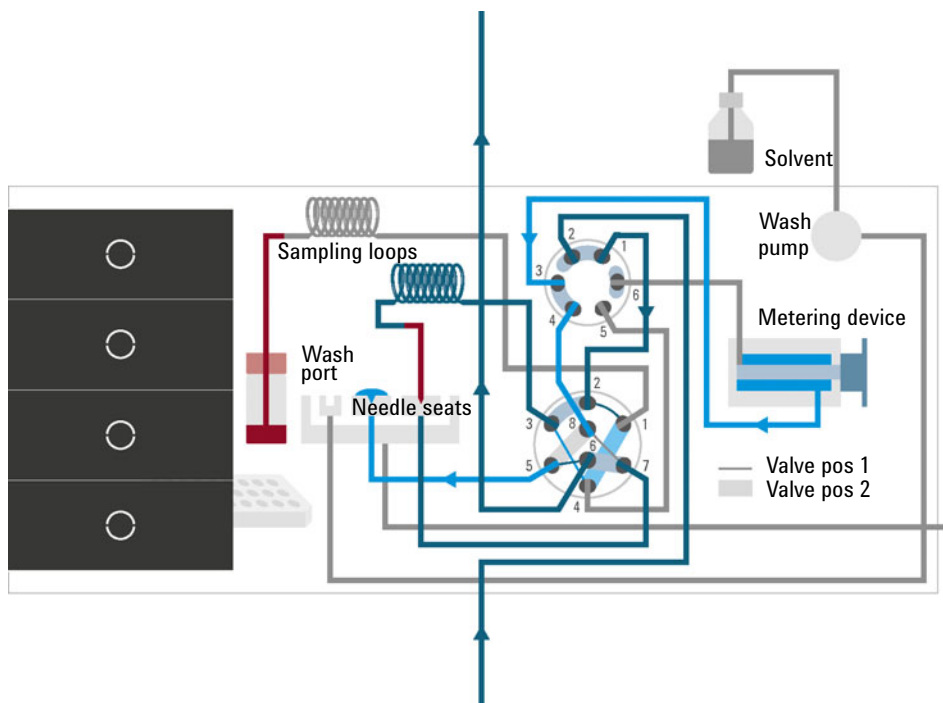 Solvent
Wash
pump
Sampling loops
2
1
3
6
4
5
Metering device
Wash
port
Needle seats
2
3
8
1
6
5
7
4
Valve pos 1
Valve pos 2